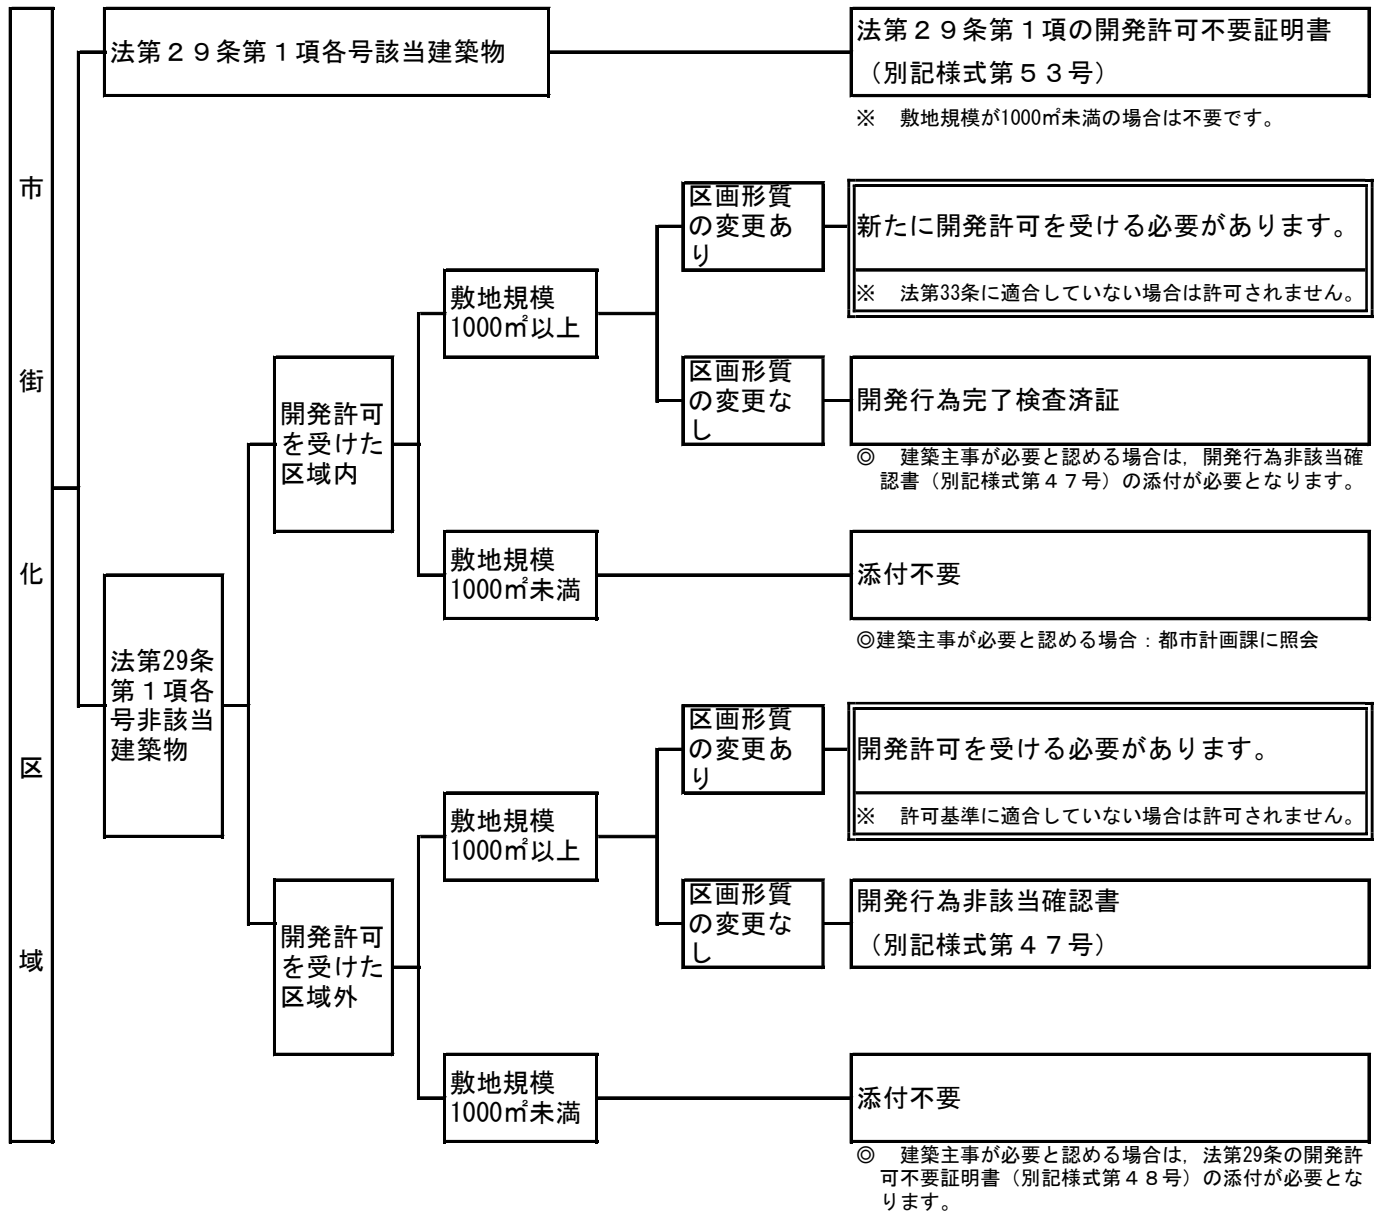 市街化区域
法第２９条第１項各号該当建築物
法第２９条第１項の開発許可不要証明書
（別記様式第５３号）
※　敷地規模が1000㎡未満の場合は不要です。
法第29条
第１項各
号非該当
建築物
開発許可
を受けた
区域内
敷地規模
1000㎡以上
区画形質
の変更あ
り
新たに開発許可を受ける必要があります。
※　法第33条に適合していない場合は許可されません。
区画形質
の変更な
し
開発行為完了検査済証
◎　建築主事が必要と認める場合は，開発行為非該当確
認書（別記様式第４７号）の添付が必要となります。
敷地規模
1000㎡未満
添付不要
◎建築主事が必要と認める場合：都市計画課に照会
開発許可
を受けた
区域外
敷地規模
1000㎡以上
区画形質
の変更あ
り
開発許可を受ける必要があります。
※　許可基準に適合していない場合は許可されません。
区画形質
の変更な
し
開発行為非該当確認書
（別記様式第４７号）
敷地規模
1000㎡未満
添付不要
◎　建築主事が必要と認める場合は，法第29条の開発許
可不要証明書（別記様式第４８号）の添付が必要とな
ります。